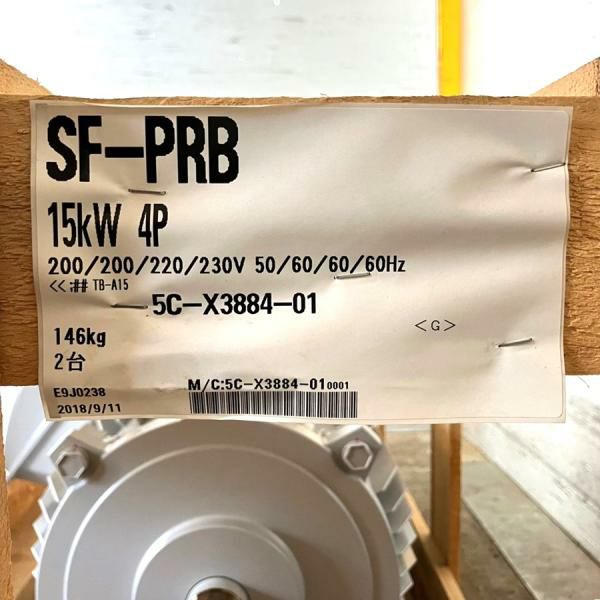 SF-PRB
15kW 4P
200/200/220/230V 50/60/60/60Hz
<<:## TB-A15
5C-X3884-01
<G>
146kg
2台
E9J0238
M/C:5C-X3884-010001
2018/9/11